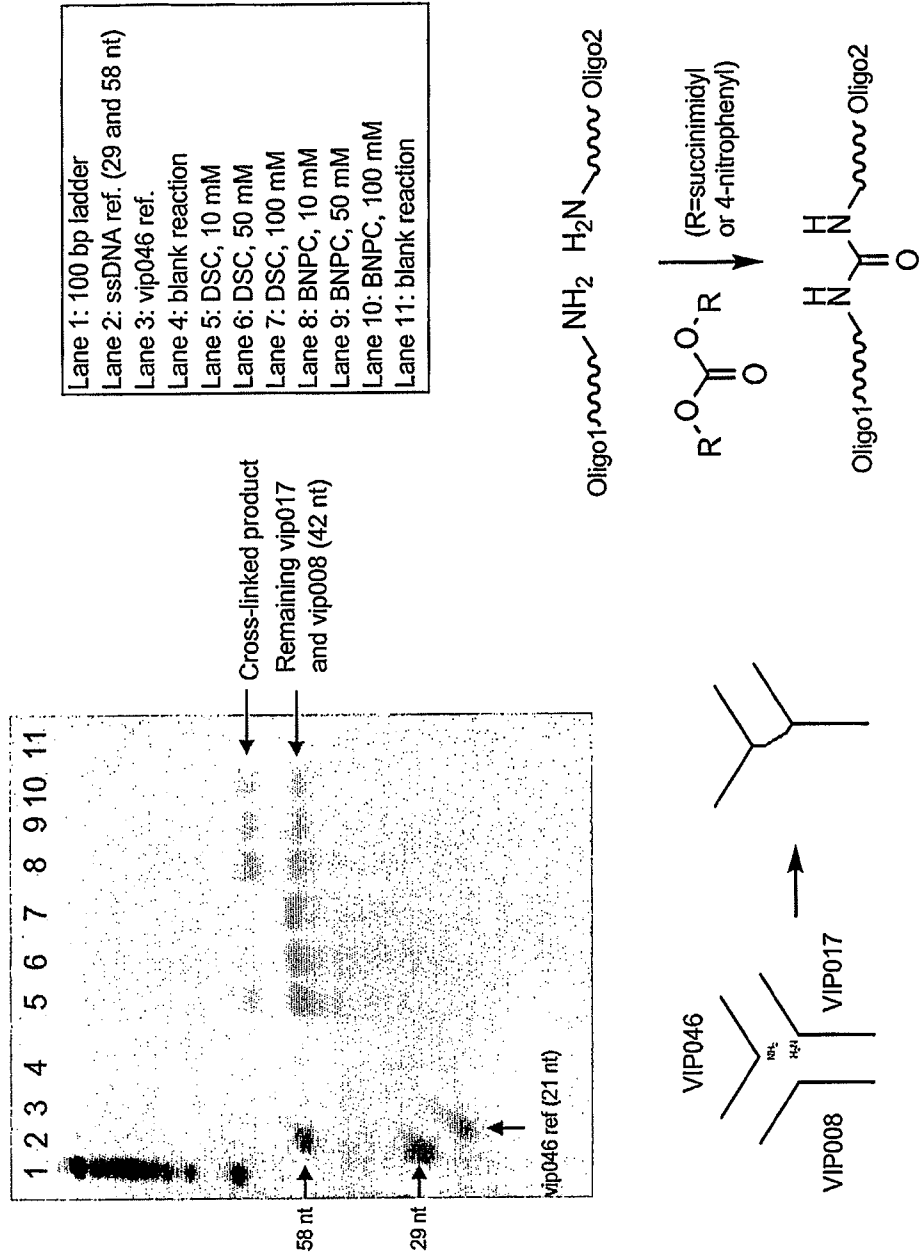 Lane 1: 100 bp ladder
Lane 2: ssDNA ref. (29 and 58 nt)
Lane 3: vip046 ref.
Lane 4: blank reaction
Lane 5: DSC, 10 mM
Lane 6: DSC, 50 mM
Lane 7: DSC, 100 mM
Lane 8: BNPC, 10 mM
Lane 9: BNPC, 50 mM
Lane 10: BNPC, 100 mM
Lane 11: blank reaction
1 2 3 4 5 6 7 8 9 10 11
Cross-linked product
Remaining vip017
and vip008 (42 nt)
58 nt
29 nt
vip046 ref (21 nt)
VIP046
NH2
H2N
VIP008
VIP017
Oligo1 NH2 H2N Oligo2
R O O R
O
(R=succinimidyl
or 4-nitrophenyl)
H H
Oligo1 N N Oligo2
O